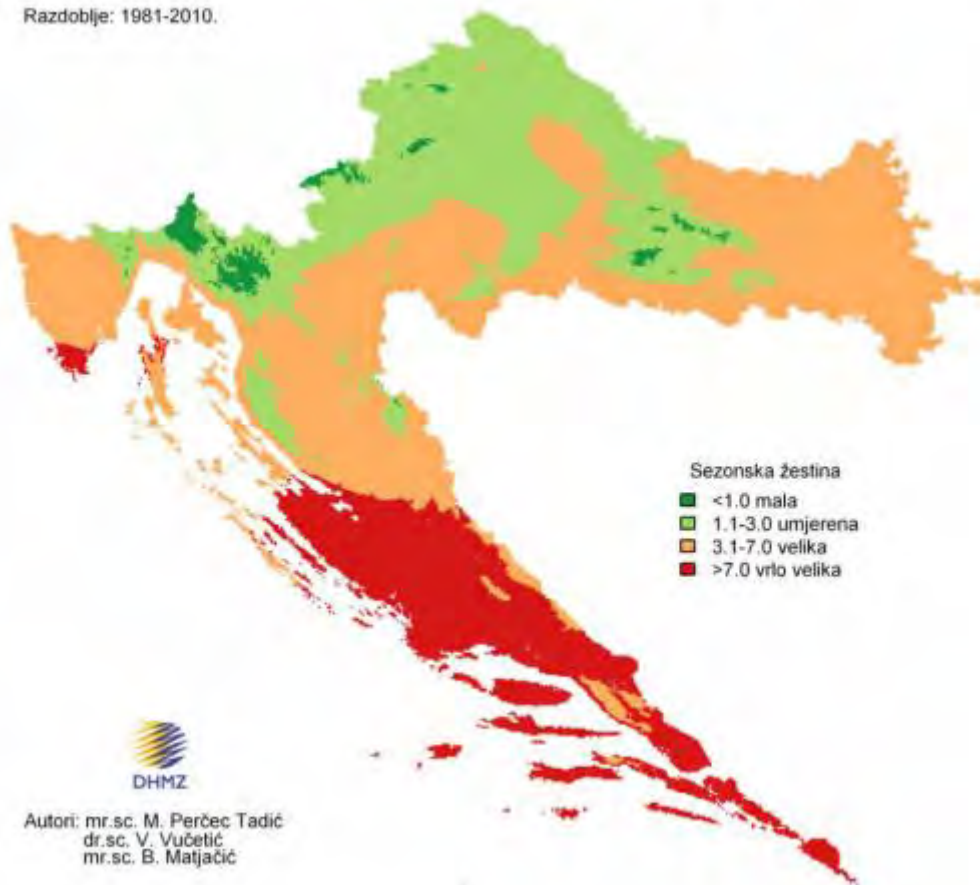 Razdoblje: 1981-2010.
Sezonska žestina
<1.0 mala
1.1-3.0 umjerena
3.1-7.0 velika
>7.0 vrlo velika
DHMZ
Autori: mr.sc. M. Perčec Tadić
dr.sc. V. Vučetić
mr.sc. B. Matjačić